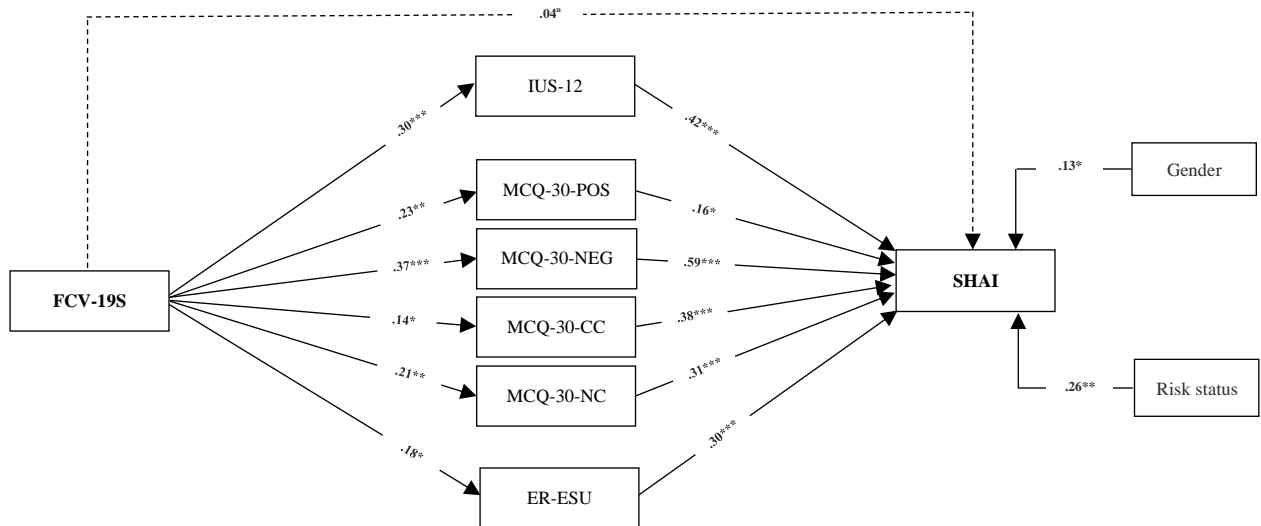 .04ⁿ
IUS-12
.30***
.42***
.13*
Gender
MCQ-30-POS
.23**
.16*
MCQ-30-NEG
.37***
.59***
FCV-19S
SHAI
MCQ-30-CC
.14*
.38***
MCQ-30-NC
.21**
.31***
.26**
Risk status
.18*
.30***
ER-ESU